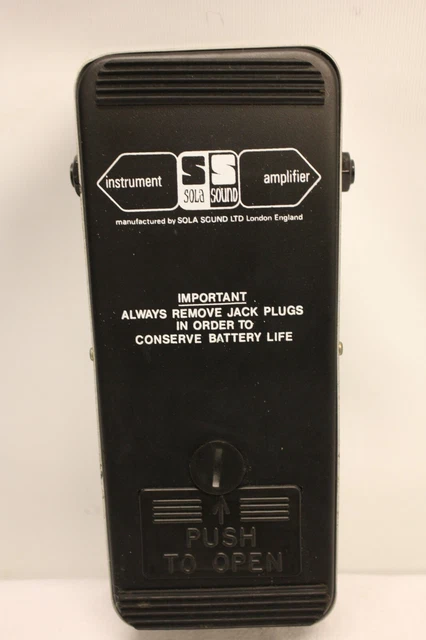 instrument SS amplifier
SOLA SOUND
manufactured by SOLA SOUND LTD London England
IMPORTANT
ALWAYS REMOVE JACK PLUGS
IN ORDER TO
CONSERVE BATTERY LIFE
PUSH
TO OPEN